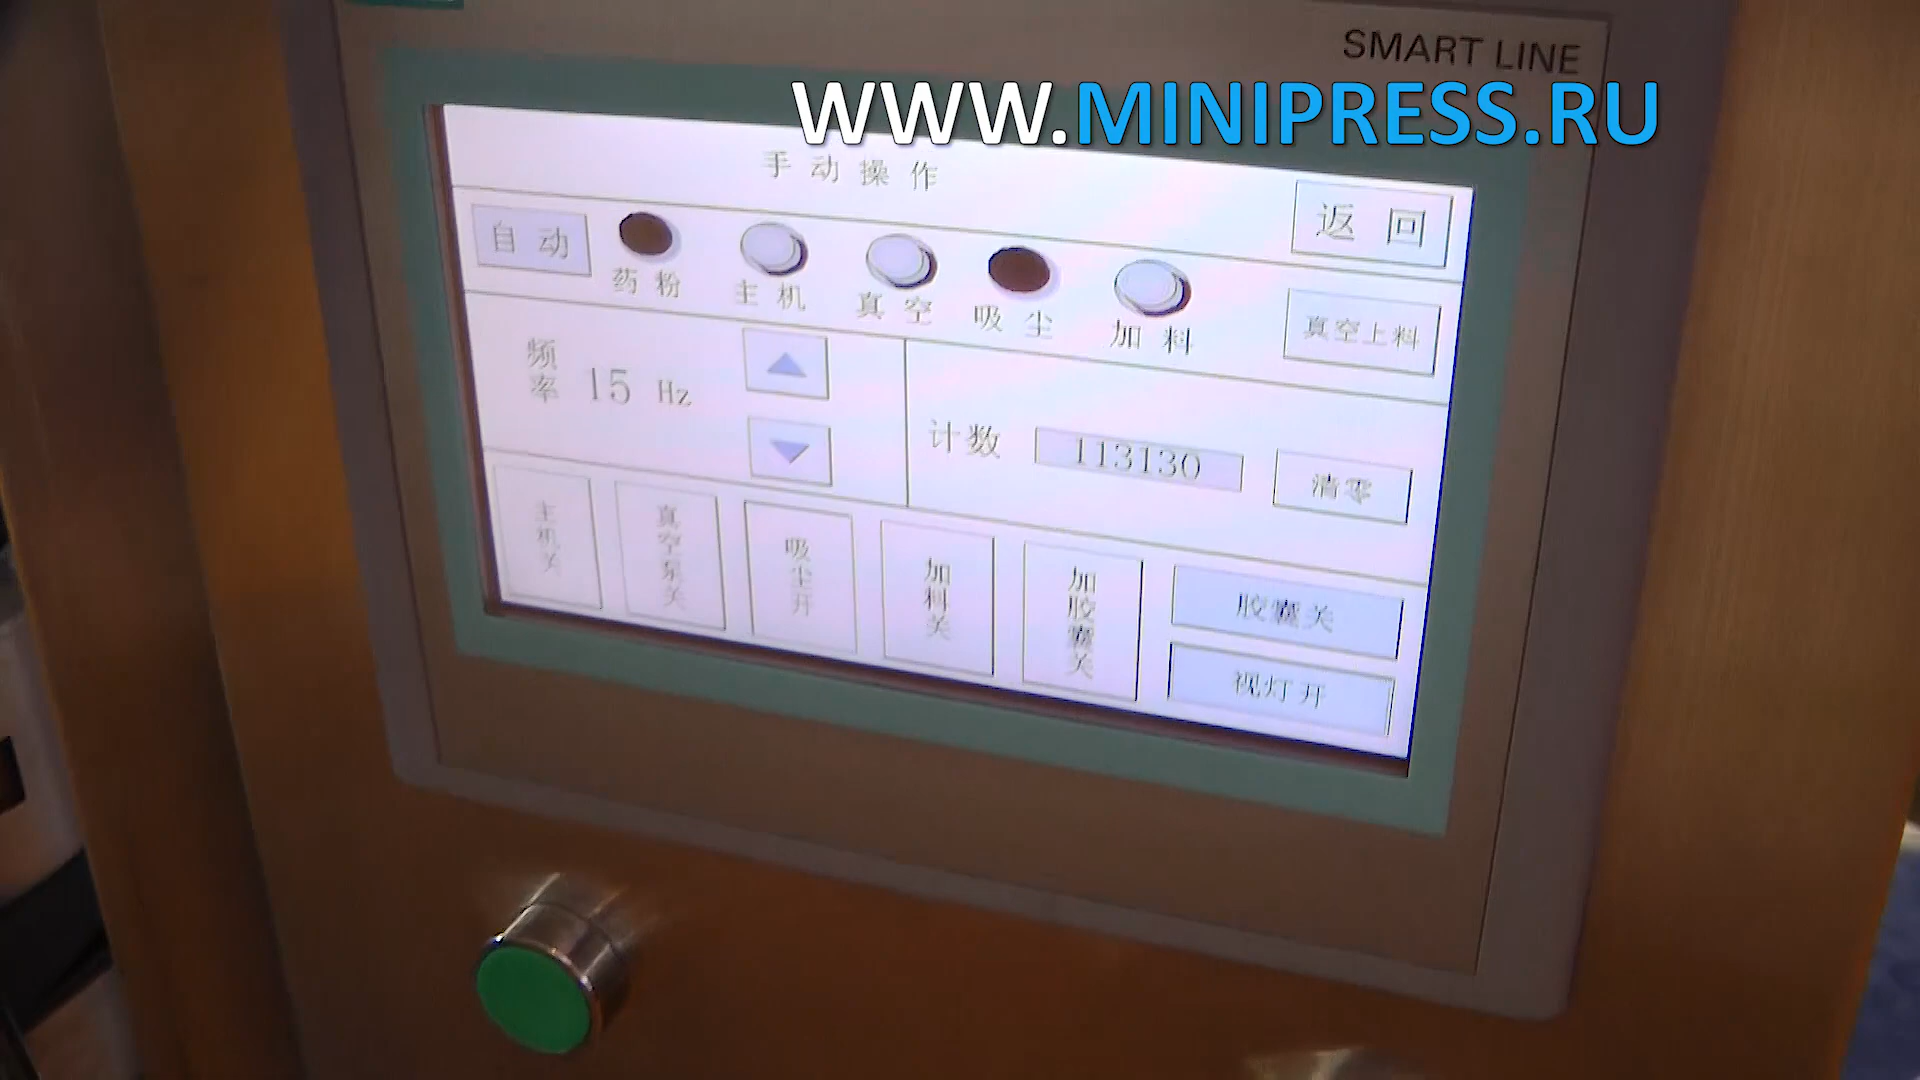 SMART LINE
WWW.MINIPRESS.RU
手动操作
返回
自动
药粉
主机
真空
吸尘
加料
真空上料
频率
15 Hz
计数
113130
清零
主机关
真空泵关
吸尘开
加料关
加胶囊关
胶囊关
视灯开